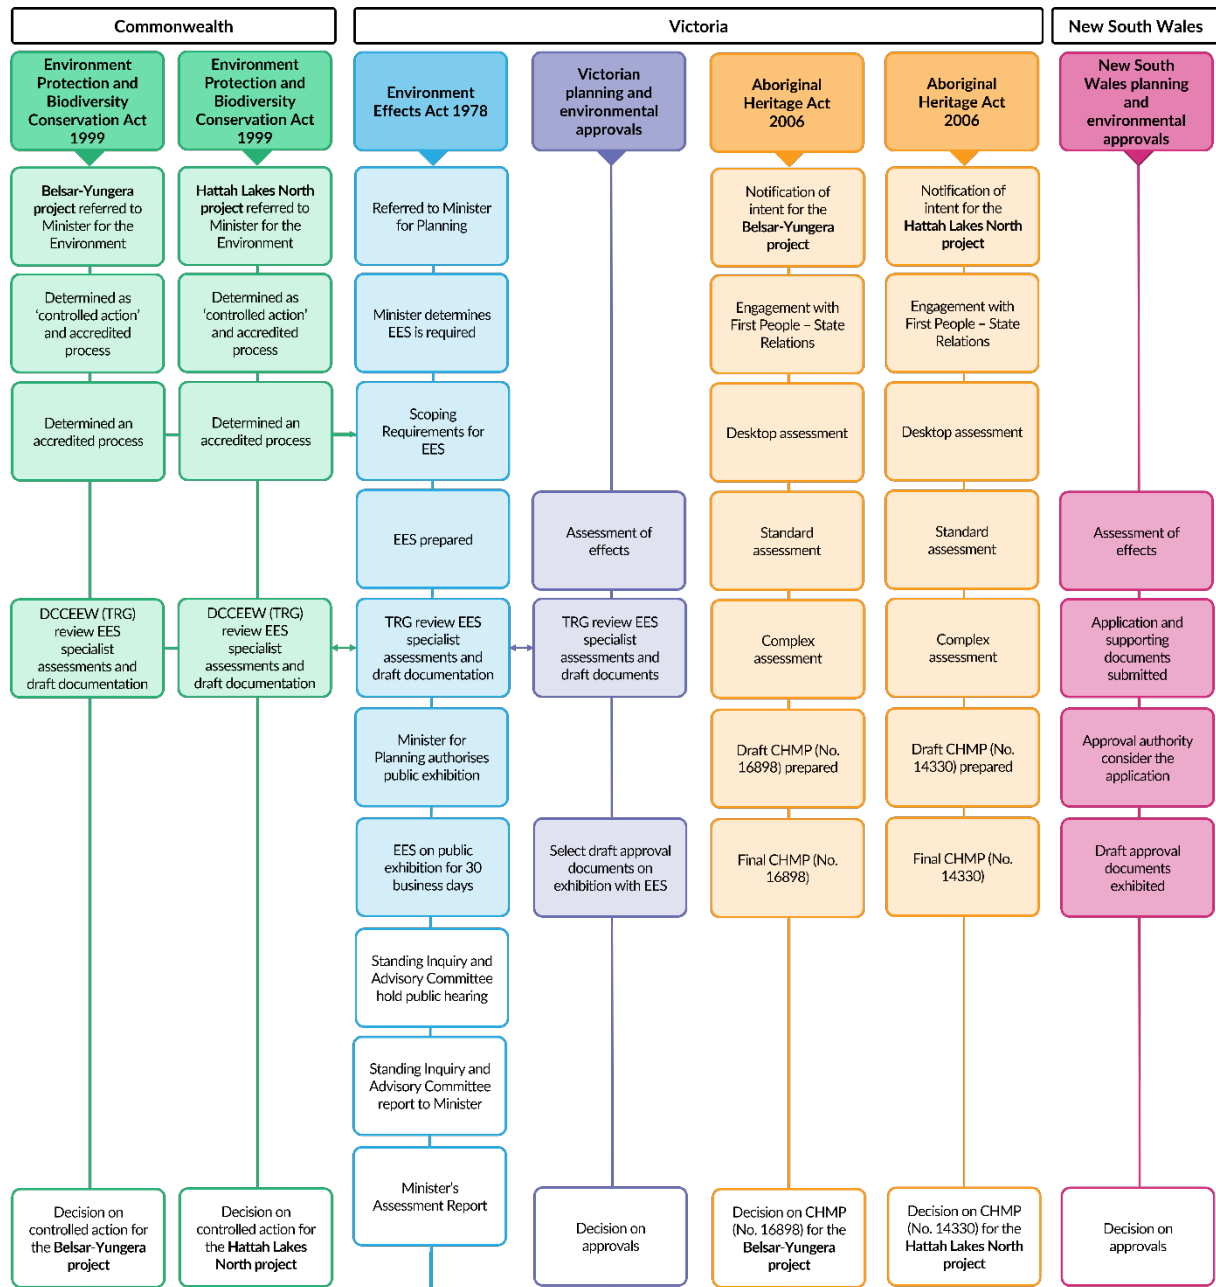 Commonwealth
Victoria
New South Wales
Environment
Protection and
Biodiversity
Conservation Act
1999
Environment
Protection and
Biodiversity
Conservation Act
1999
Environment
Effects Act 1978
Victorian
planning and
environmental
approvals
Aboriginal
Heritage Act
2006
Aboriginal
Heritage Act
2006
New South
Wales planning
and
environmental
approvals
Belsar-Yungera
project referred to
Minister for the
Environment
Hattah Lakes North
project referred to
Minister for the
Environment
Referred to Minister
for Planning
Notification of
intent for the
Belsar-Yungera
project
Notification of
intent for the
Hattah Lakes North
project
Determined as
‘controlled action’
and accredited
process
Determined as
‘controlled action’
and accredited
process
Minister determines
EES is required
Engagement with
First People – State
Relations
Engagement with
First People – State
Relations
Determined an
accredited process
Determined an
accredited process
Scoping
Requirements for
EES
Desktop assessment
Desktop assessment
EES prepared
Assessment of
effects
Standard
assessment
Standard
assessment
Assessment of
effects
DCCEEW (TRG)
review EES
specialist
assessments and
draft documentation
DCCEEW (TRG)
review EES
specialist
assessments and
draft documentation
TRG review EES
specialist
assessments and
draft documentation
TRG review EES
specialist
assessments and
draft documents
Complex
assessment
Complex
assessment
Application and
supporting
documents
submitted
Minister for
Planning authorises
public exhibition
Draft CHMP (No.
16898) prepared
Draft CHMP (No.
14330) prepared
Approval authority
consider the
application
EES on public
exhibition for 30
business days
Select draft approval
documents on
exhibition with EES
Final CHMP (No.
16898)
Final CHMP (No.
14330)
Draft approval
documents
exhibited
Standing Inquiry and
Advisory Committee
hold public hearing
Standing Inquiry and
Advisory Committee
report to Minister
Minister’s
Assessment Report
Decision on
controlled action for
the Belsar-Yungera
project
Decision on
controlled action for
the Hattah Lakes
North project
Decision on
approvals
Decision on CHMP
(No. 16898) for the
Belsar-Yungera
project
Decision on CHMP
(No. 14330) for the
Hattah Lakes North
project
Decision on
approvals